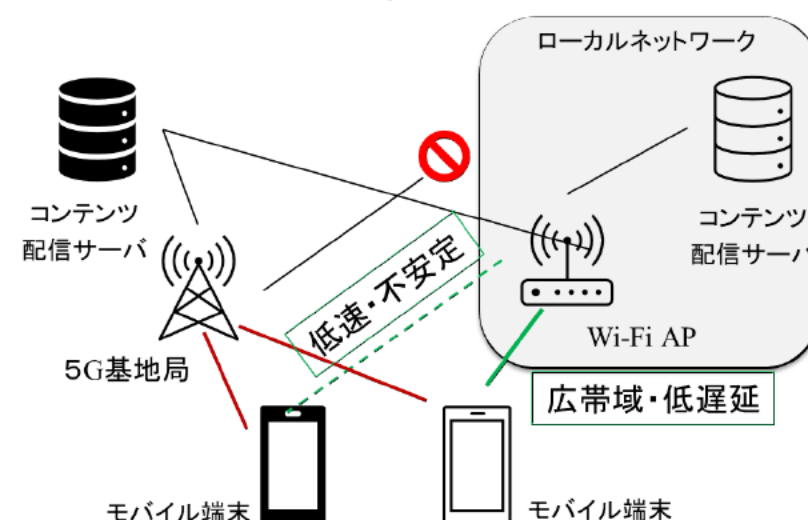 ローカルネットワーク
コンテンツ
配信サーバ
コンテンツ
配信サーバ
低速・不安定
Wi-Fi AP
5G基地局
広帯域・低遅延
モバイル端末
モバイル端末